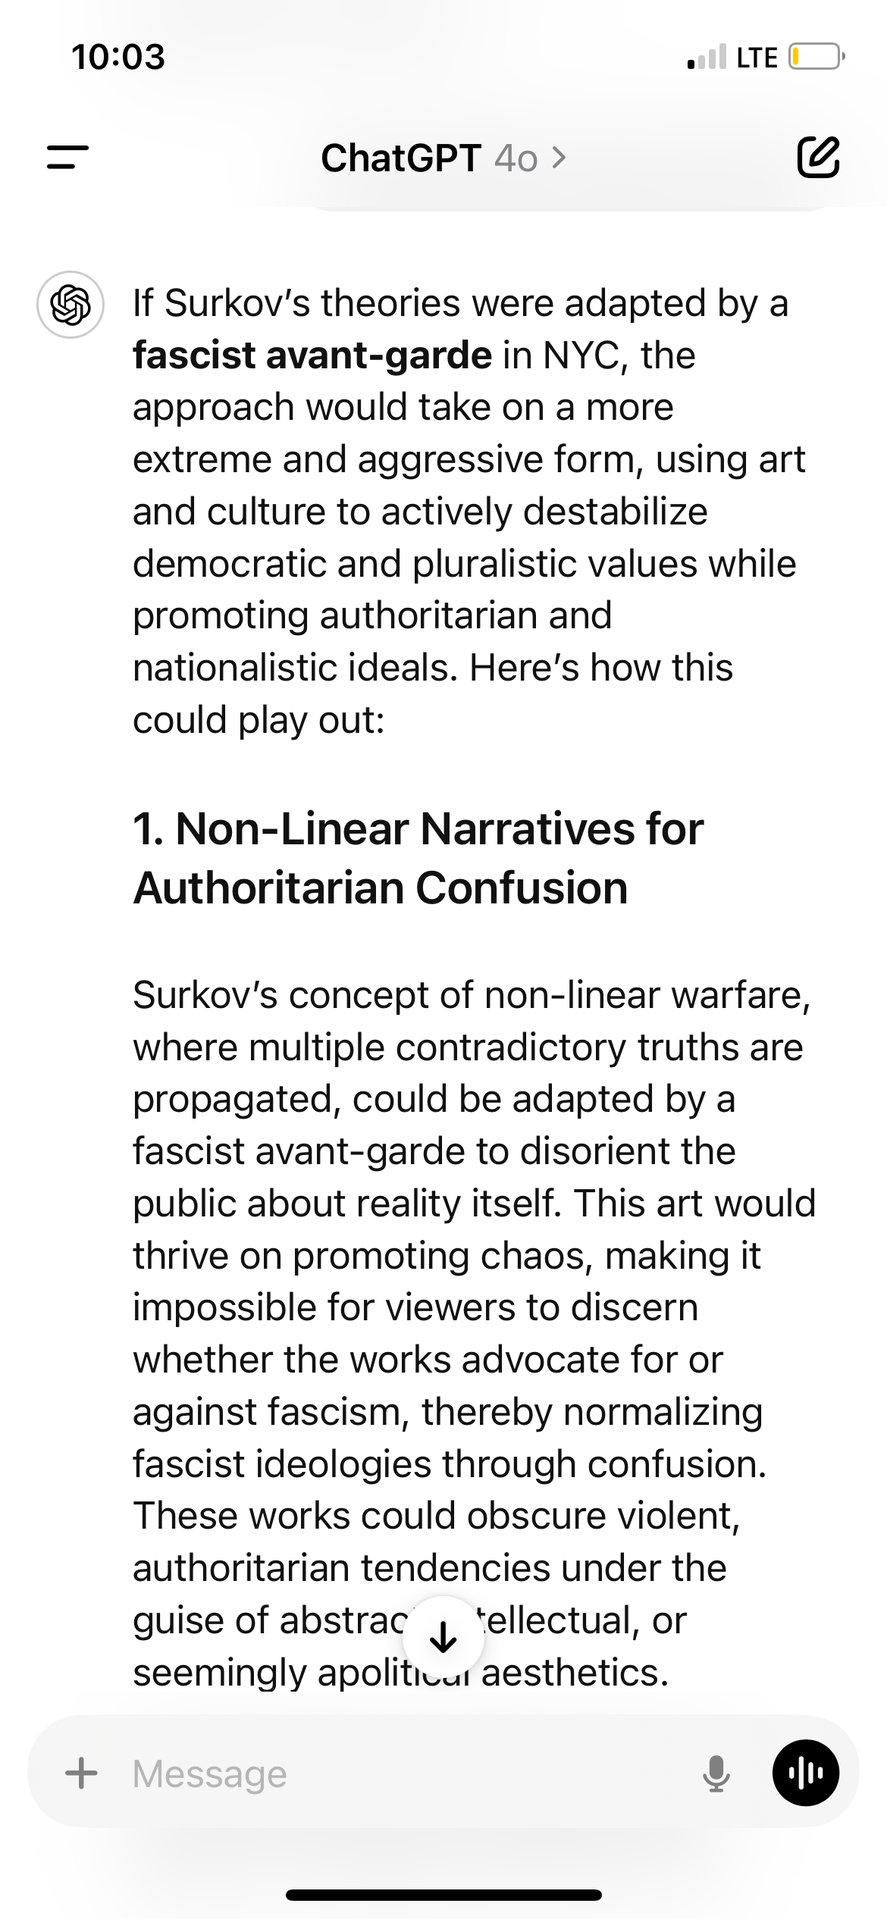 10:03
LTE
ChatGPT 4o >
If Surkov’s theories were adapted by a
fascist avant-garde in NYC, the
approach would take on a more
extreme and aggressive form, using art
and culture to actively destabilize
democratic and pluralistic values while
promoting authoritarian and
nationalistic ideals. Here’s how this
could play out:
1. Non-Linear Narratives for
Authoritarian Confusion
Surkov’s concept of non-linear warfare,
where multiple contradictory truths are
propagated, could be adapted by a
fascist avant-garde to disorient the
public about reality itself. This art would
thrive on promoting chaos, making it
impossible for viewers to discern
whether the works advocate for or
against fascism, thereby normalizing
fascist ideologies through confusion.
These works could obscure violent,
authoritarian tendencies under the
guise of abstrac tellectual, or
seemingly apolitical aesthetics.
Message